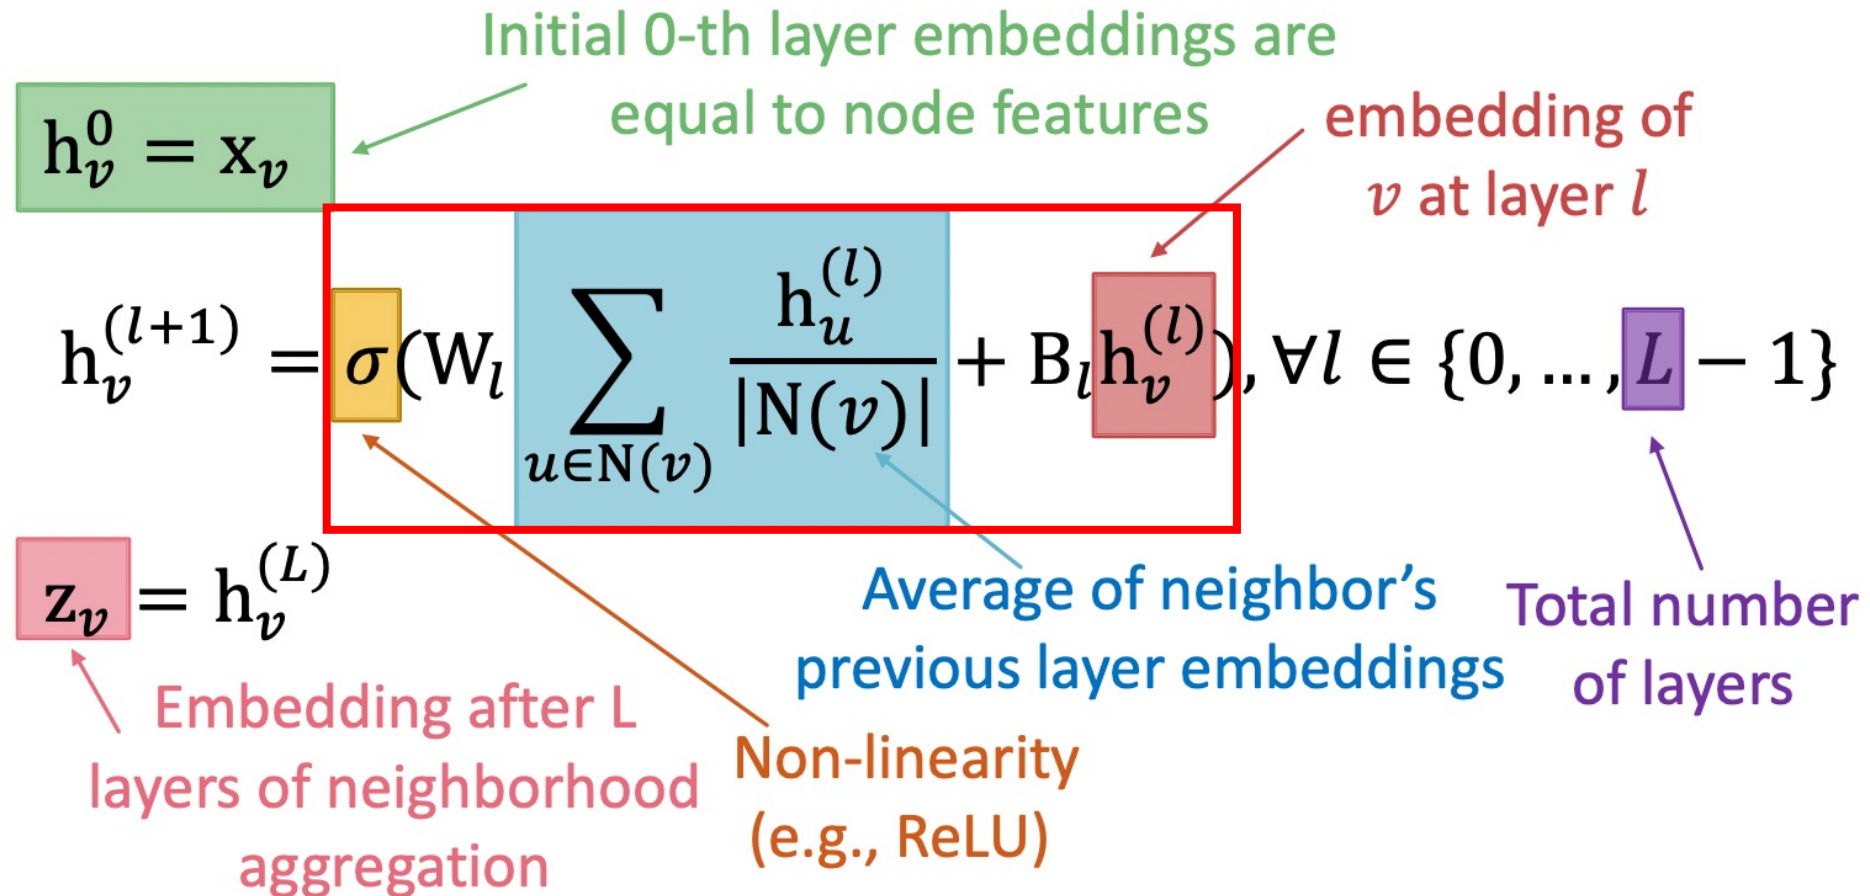 Initial 0-th layer embeddings are
equal to node features
h_v^0 = x_v
embedding of
v at layer l
h_v^{(l+1)} = σ(W_l ∑_{u∈N(v)} h_u^{(l)} / |N(v)| + B_l h_v^{(l)}), ∀l ∈ {0, ..., L − 1}
z_v = h_v^{(L)}
Average of neighbor’s
previous layer embeddings
Total number
of layers
Embedding after L
layers of neighborhood
aggregation
Non-linearity
(e.g., ReLU)